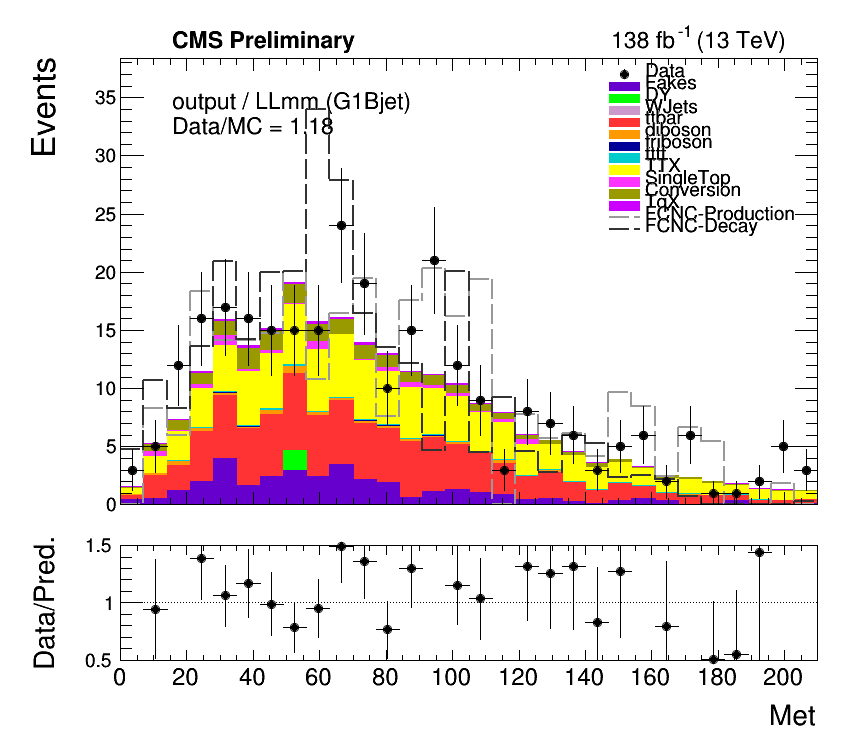 CMS Preliminary
138 fb-1 (13 TeV)
Events
output / LLmm (G1Bjet)
Data/MC = 1.18
Data
Fakes
DY
WJets
ttbar
diboson
triboson
tttt
TTX
SingleTop
Conversion
TqX
FCNC-Production
FCNC-Decay
35
30
25
20
15
10
5
0
Data/Pred.
1.5
1
0.5
0 20 40 60 80 100 120 140 160 180 200
Met